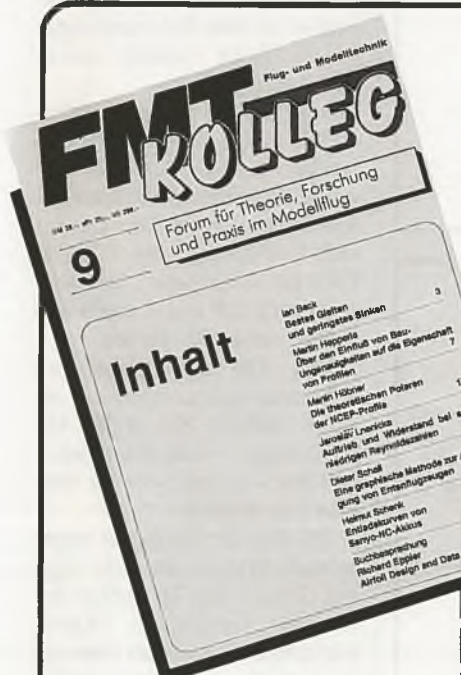 Flug- und Modelltechnik
FMT
KOLLEG
Forum für Theorie, Forschung
und Praxis im Modellflug
9
Inhalt
Ian Beck
Bestes Gleiten
und geringstes Sinken 3
Martin Hepperle
Über den Einfluß von Bau-
Ungenauigkeiten auf die Eigenschaft
von Profilen 7
Martin Höbner
Die theoretischen Polaren
der NCEP-Profile
Jaroslav Lnenicka
Auftrieb und Widerstand bei
niedrigen Reynoldszahlen
Dieter Scholl
Eine graphische Methode zur
gung von Entenflugzeugen
Helmut Schenk
Entladekurven von
Sanyo-NC-Akkus
Buchbesprechung
Richard Eppler
Airfoil Design and Data